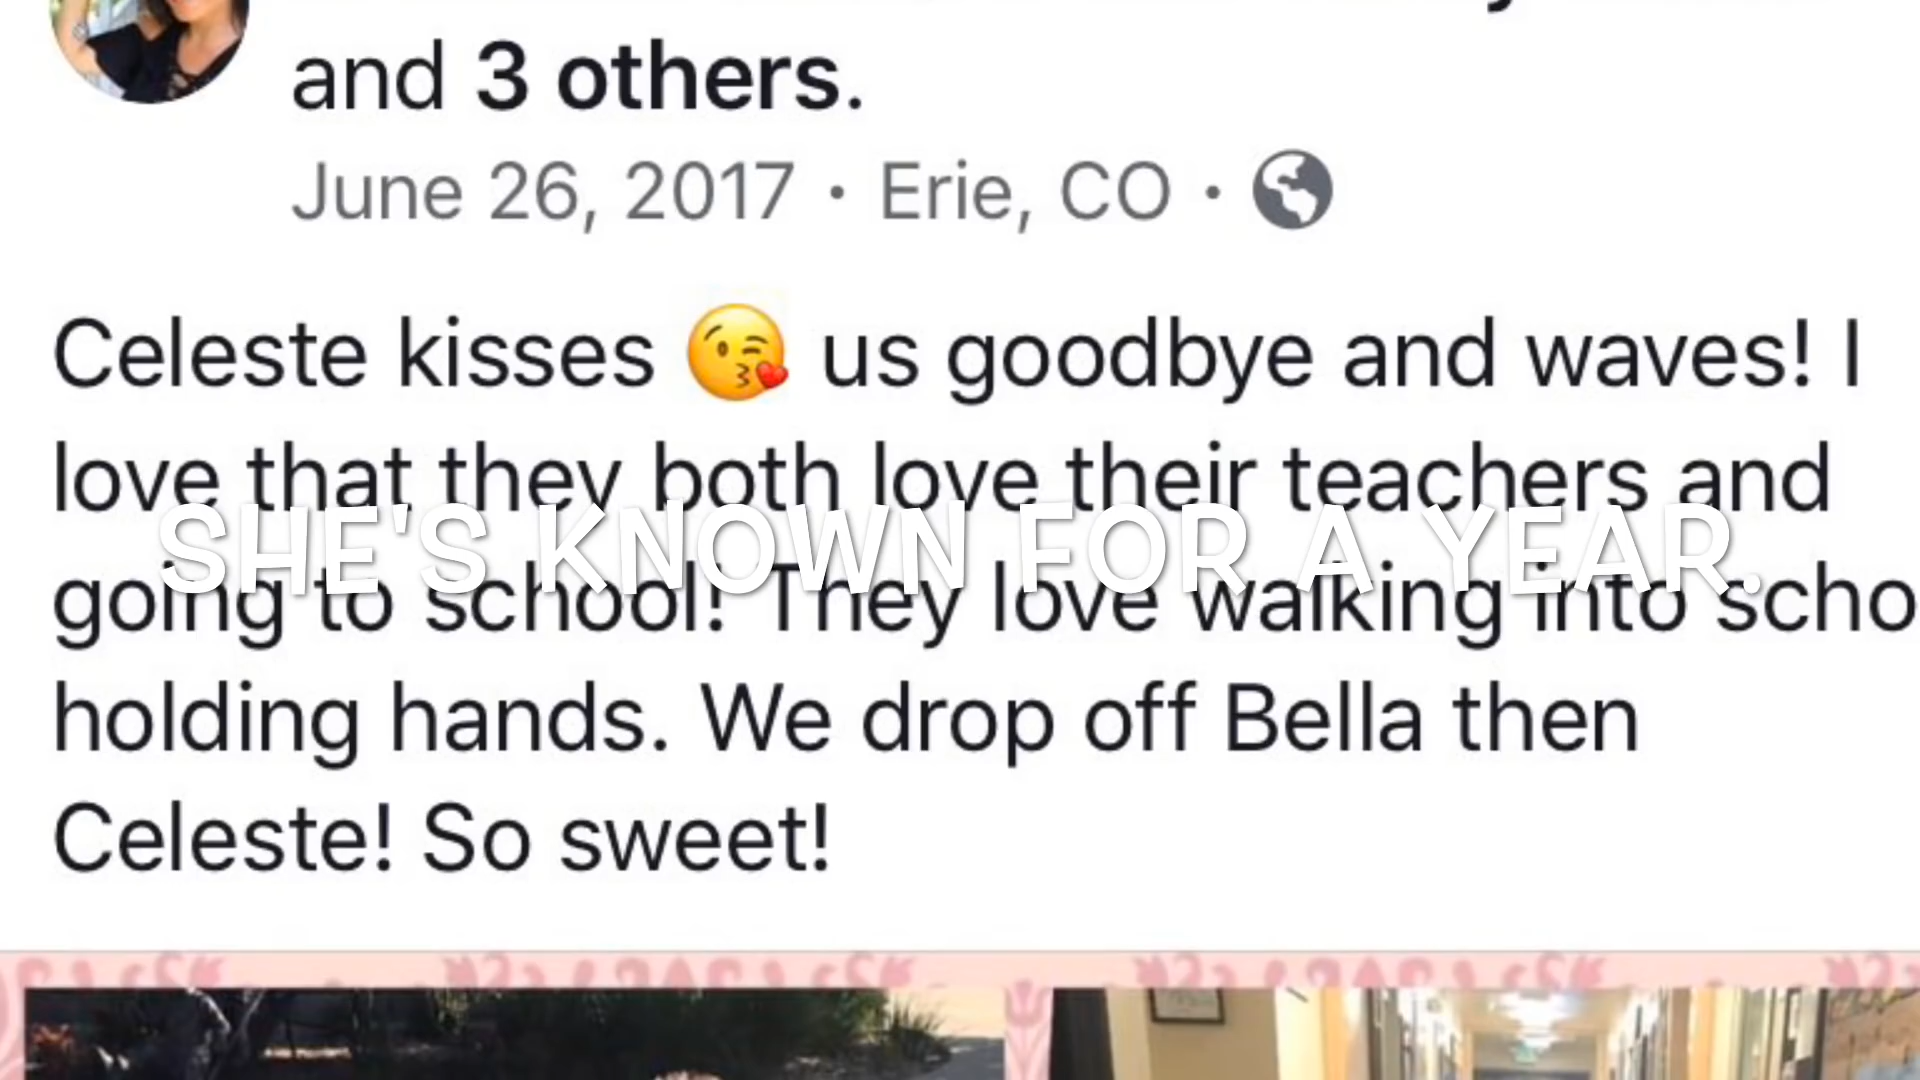 and 3 others.
June 26, 2017 · Erie, CO ·
Celeste kisses 😘 us goodbye and waves! I
love that they both love their teachers and
SHE'S KNOWN FOR A YEAR.
going to school! They love walking into scho
holding hands. We drop off Bella then
Celeste! So sweet!